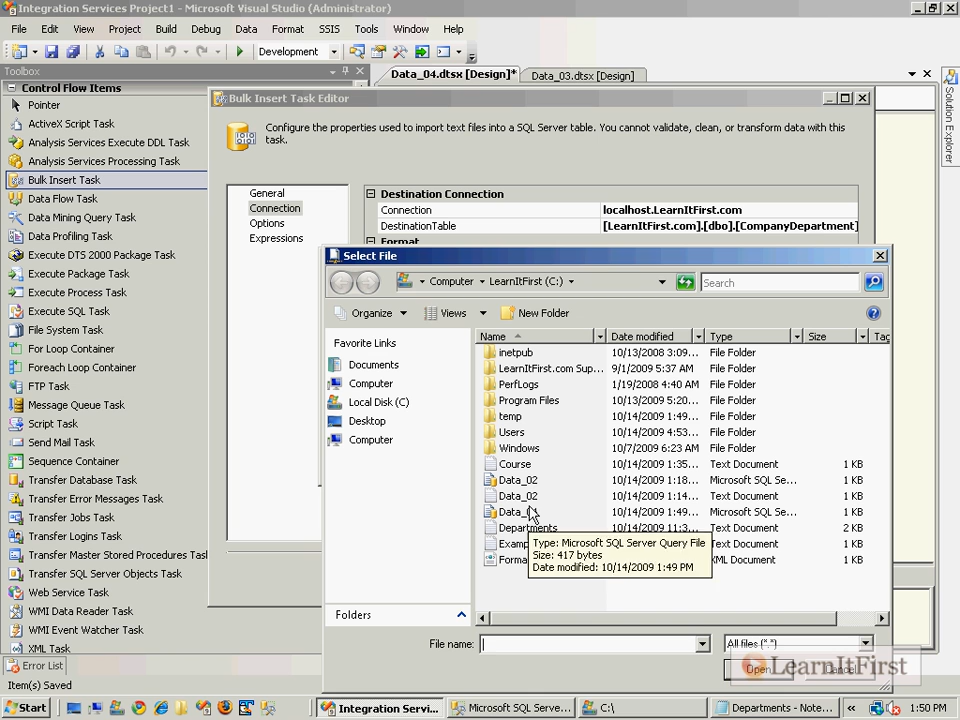 Integration Services Project1 - Microsoft Visual Studio (Administrator)
File Edit View Project Build Debug Data Format SSIS Tools Window Help
Development
Toolbox
Data_04.dtsx [Design]* Data_03.dtsx [Design]
Solution Explorer
Control Flow Items
Pointer
ActiveX Script Task
Analysis Services Execute DDL Task
Analysis Services Processing Task
Bulk Insert Task
Data Flow Task
Data Mining Query Task
Data Profiling Task
Execute DTS 2000 Package Task
Execute Package Task
Execute Process Task
Execute SQL Task
File System Task
For Loop Container
Foreach Loop Container
FTP Task
Message Queue Task
Script Task
Send Mail Task
Sequence Container
Transfer Database Task
Transfer Error Messages Task
Transfer Jobs Task
Transfer Logins Task
Transfer Master Stored Procedures Task
Transfer SQL Server Objects Task
Web Service Task
WMI Data Reader Task
WMI Event Watcher Task
XML Task
Bulk Insert Task Editor
Configure the properties used to import text files into a SQL Server table. You cannot validate, clean, or transform data with this
task.
General
Connection
Options
Expressions
Destination Connection
Connection localhost.LearnItFirst.com
DestinationTable [LearnItFirst.com].[dbo].[CompanyDepartment]
Format
Select File
Computer LearnItFirst (C:) Search
Organize Views New Folder
Favorite Links
Documents
Computer
Local Disk (C)
Desktop
Computer
Folders
Name Date modified Type Size Tag
inetpub 10/13/2008 3:09... File Folder
LearnItFirst.com Sup... 9/1/2009 5:37 AM File Folder
PerfLogs 1/19/2008 4:40 AM File Folder
Program Files 10/13/2009 5:20... File Folder
temp 10/14/2009 1:49... File Folder
Users 10/14/2009 4:53... File Folder
Windows 10/7/2009 6:23 AM File Folder
Course 10/14/2009 1:35... Text Document 1 KB
Data_02 10/14/2009 1:18... Microsoft SQL Se... 1 KB
Data_02 10/14/2009 1:14... Text Document 1 KB
Data_ 10/14/2009 1:49... Microsoft SQL Se... 1 KB
Departments 10/14/2009 11:3... Text Document 2 KB
Examp ext Document 1 KB
Forma ML Document 1 KB
Type: Microsoft SQL Server Query File
Size: 417 bytes
Date modified: 10/14/2009 1:49 PM
File name: All files (*.*)
Open Cancel
LearnItFirst
Error List
Item(s) Saved
Start Integration Servi... Microsoft SQL Serve... C:\ Departments - Note... 1:50 PM